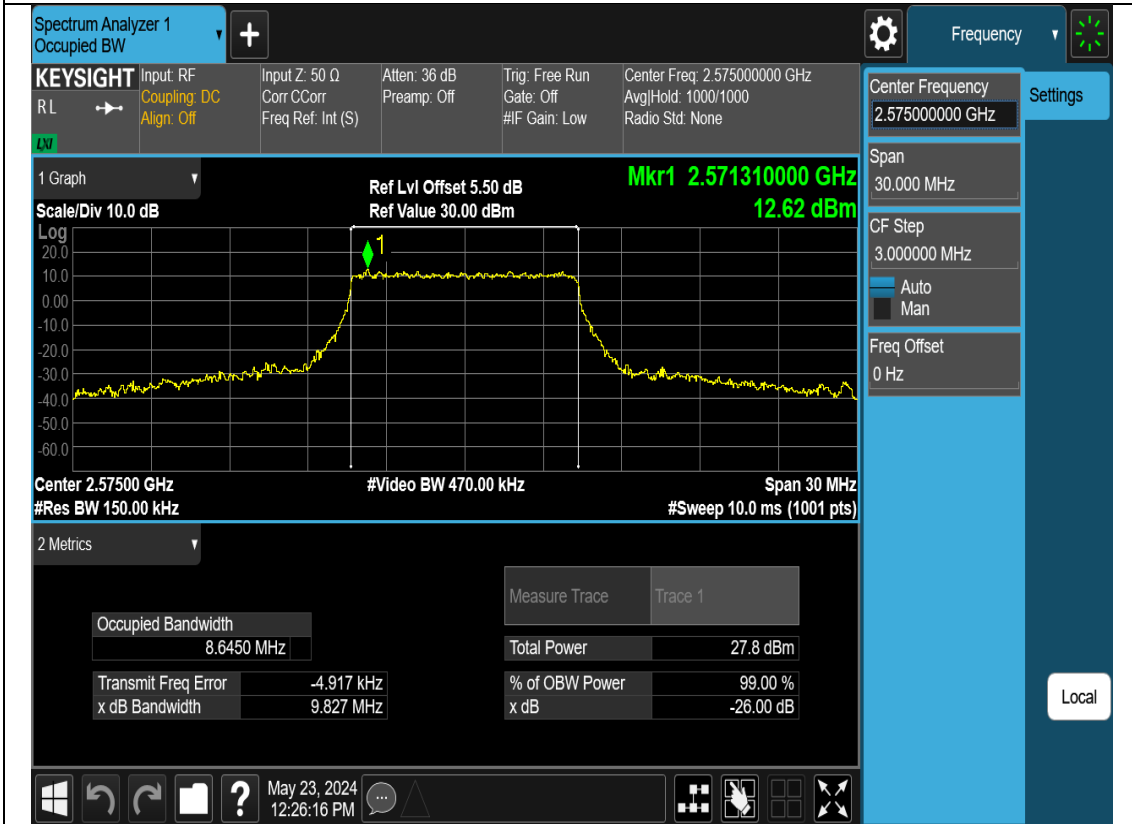 Spectrum Analyzer 1
Occupied BW
+
Frequency
KEYSIGHT
RL
LXI
Input: RF
Coupling: DC
Align: Off
Input Z: 50 Ω
Corr CCorr
Freq Ref: Int (S)
Atten: 36 dB
Preamp: Off
Trig: Free Run
Gate: Off
#IF Gain: Low
Center Freq: 2.575000000 GHz
Avg|Hold: 1000/1000
Radio Std: None
Center Frequency
2.575000000 GHz
Settings
Span
30.000 MHz
CF Step
3.000000 MHz
Auto
Man
Freq Offset
0 Hz
Local
1 Graph
Ref Lvl Offset 5.50 dB
Mkr1 2.571310000 GHz
Scale/Div 10.0 dB
Ref Value 30.00 dBm
12.62 dBm
Log
1
20.0
10.0
0.00
-10.0
-20.0
-30.0
-40.0
-50.0
-60.0
Center 2.57500 GHz
#Video BW 470.00 kHz
Span 30 MHz
#Res BW 150.00 kHz
#Sweep 10.0 ms (1001 pts)
2 Metrics
Measure Trace
Trace 1
Occupied Bandwidth
8.6450 MHz
Total Power
27.8 dBm
Transmit Freq Error
-4.917 kHz
% of OBW Power
99.00 %
x dB Bandwidth
9.827 MHz
x dB
-26.00 dB
?
May 23, 2024
12:26:16 PM